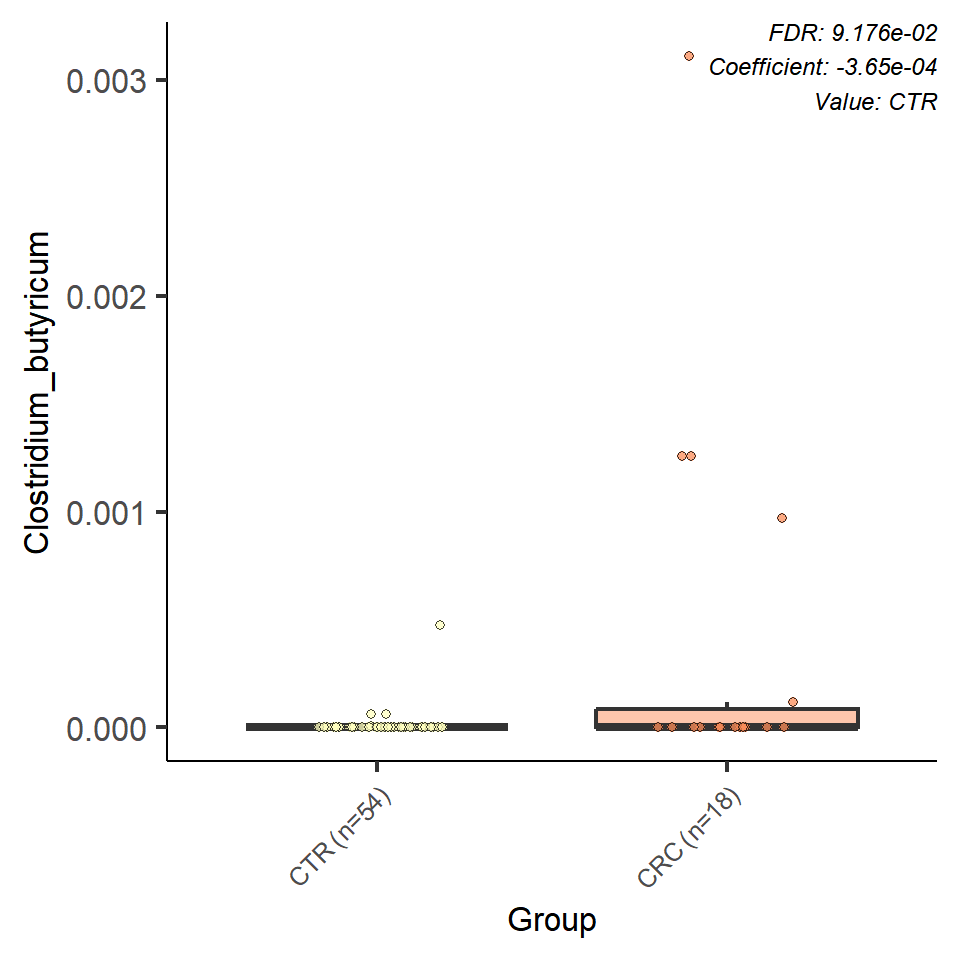 FDR: 9.176e-02
Coefficient: -3.65e-04
Value: CTR
0.003
0.002
0.001
0.000
Clostridium_butyricum
CTR (n=54)
CRC (n=18)
Group